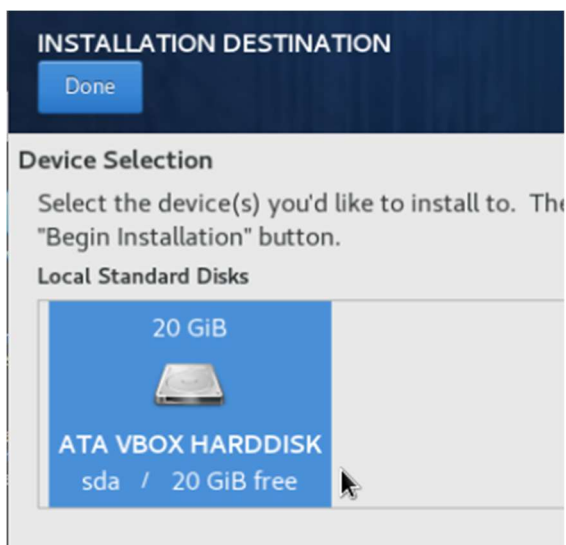 INSTALLATION DESTINATION
Done
Device Selection
Select the device(s) you'd like to install to. The
"Begin Installation" button.
Local Standard Disks
20 GiB
ATA VBOX HARDDISK
sda / 20 GiB free